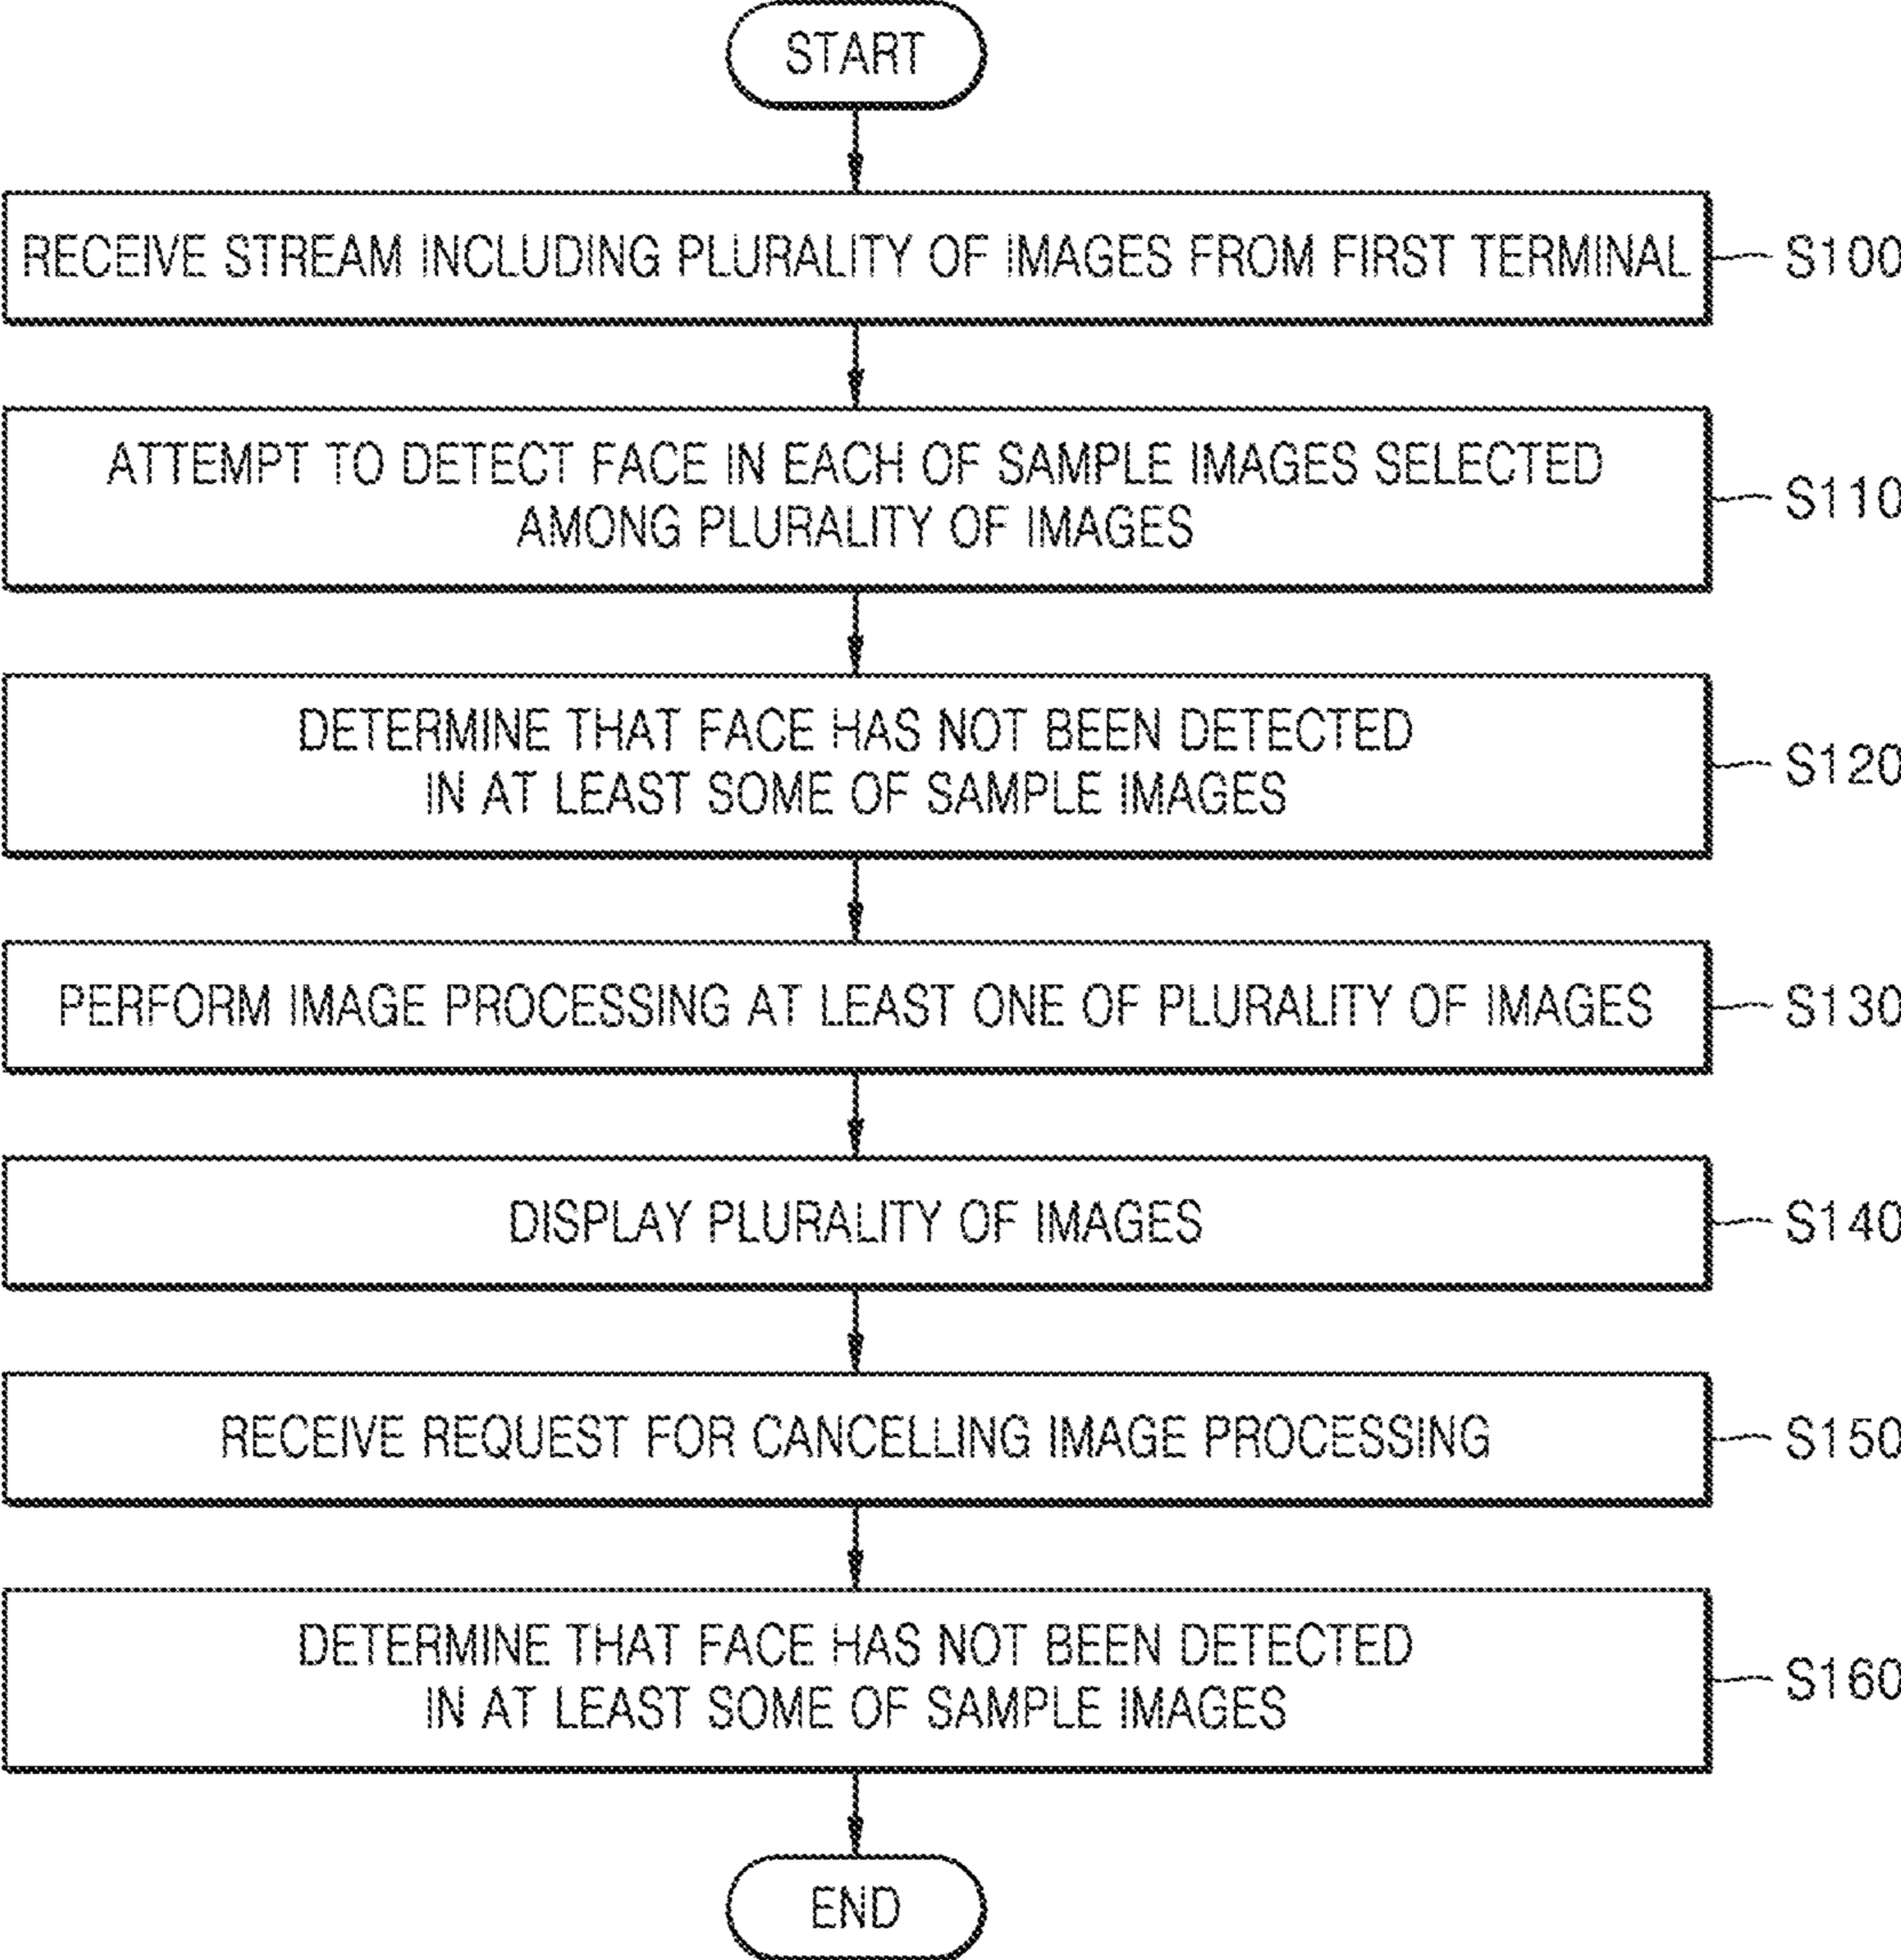 START
RECEIVE STREAM INCLUDING PLURALITY OF IMAGES FROM FIRST TERMINAL
S100
ATTEMPT TO DETECT FACE IN EACH OF SAMPLE IMAGES SELECTED
AMONG PLURALITY OF IMAGES
S110
DETERMINE THAT FACE HAS NOT BEEN DETECTED
IN AT LEAST SOME OF SAMPLE IMAGES
S120
PERFORM IMAGE PROCESSING AT LEAST ONE OF PLURALITY OF IMAGES
S130
DISPLAY PLURALITY OF IMAGES
S140
RECEIVE REQUEST FOR CANCELLING IMAGE PROCESSING
S150
DETERMINE THAT FACE HAS NOT BEEN DETECTED
IN AT LEAST SOME OF SAMPLE IMAGES
S160
END